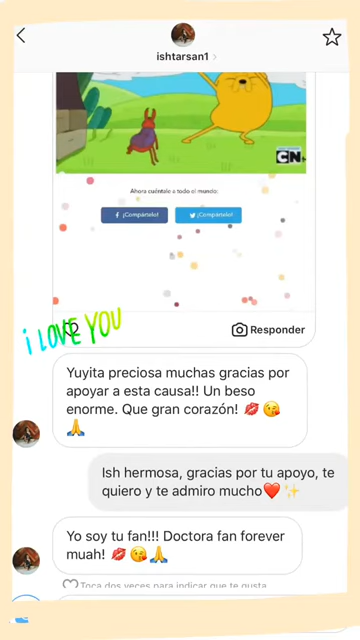 ishtarsan1
CN
Ahora cuéntale a todo el mundo:
f ¡Compártelo!
¡Compártelo!
i LOVE YOU
Responder
Yuyita preciosa muchas gracias por
apoyar a esta causa!! Un beso
enorme. Que gran corazón! 💋😘
🙏
Ish hermosa, gracias por tu apoyo, te
quiero y te admiro mucho❤️✨
Yo soy tu fan!!! Doctora fan forever
muah! 💋😘🙏
Toca dos veces para indicar que te gusta